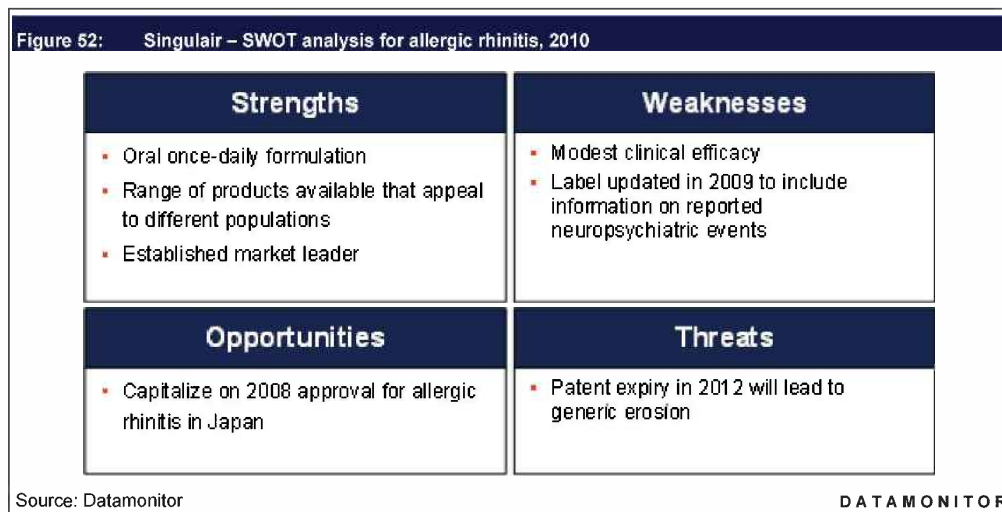 Figure 52: Singulair – SWOT analysis for allergic rhinitis, 2010
Strengths
▪ Oral once-daily formulation
▪ Range of products available that appeal
to different populations
▪ Established market leader
Weaknesses
▪ Modest clinical efficacy
▪ Label updated in 2009 to include
information on reported
neuropsychiatric events
Opportunities
▪ Capitalize on 2008 approval for allergic
rhinitis in Japan
Threats
▪ Patent expiry in 2012 will lead to
generic erosion
Source: Datamonitor
DATAMONITOR